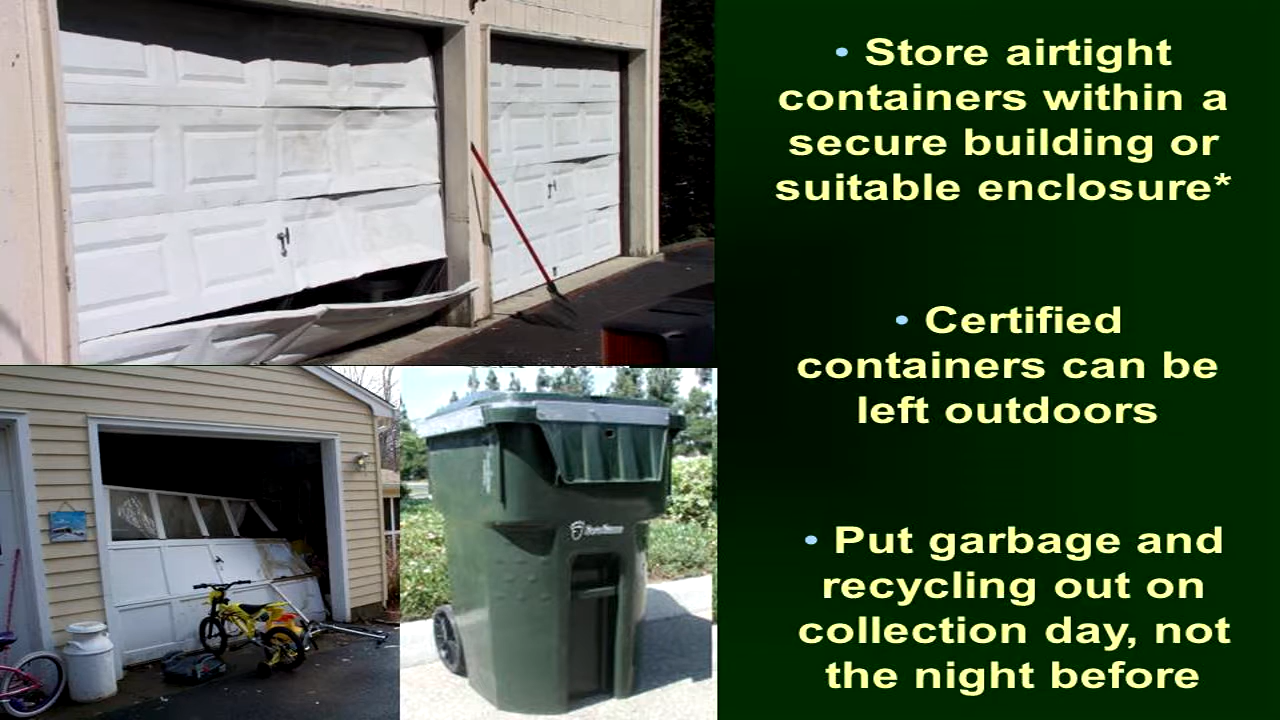 • Store airtight
containers within a
secure building or
suitable enclosure*
• Certified
containers can be
left outdoors
• Put garbage and
recycling out on
collection day, not
the night before